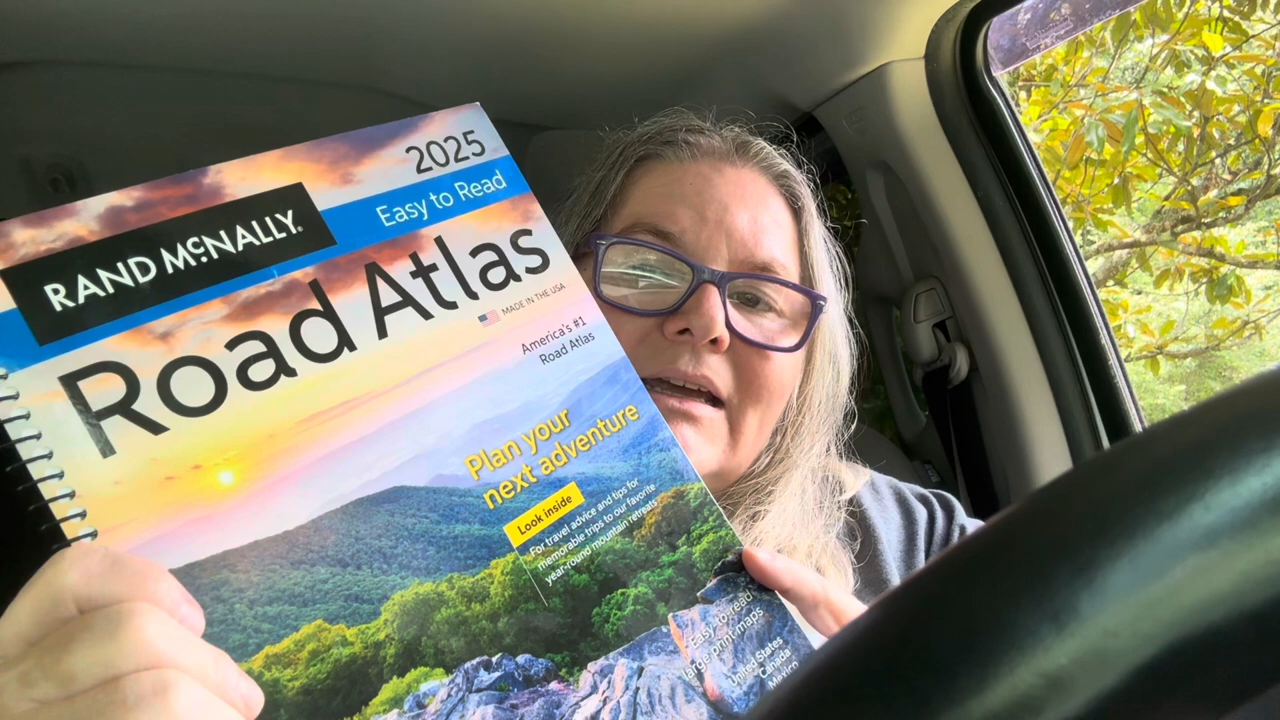 2025
Easy to Read
RAND McNALLY®
Road Atlas
MADE IN THE USA
America's #1
Road Atlas
Plan your
next adventure
Look inside
For travel advice and tips for
memorable trips to our favorite
year-round mountain retreats
Easy-to-read
large print maps
United States
Canada
Mexico